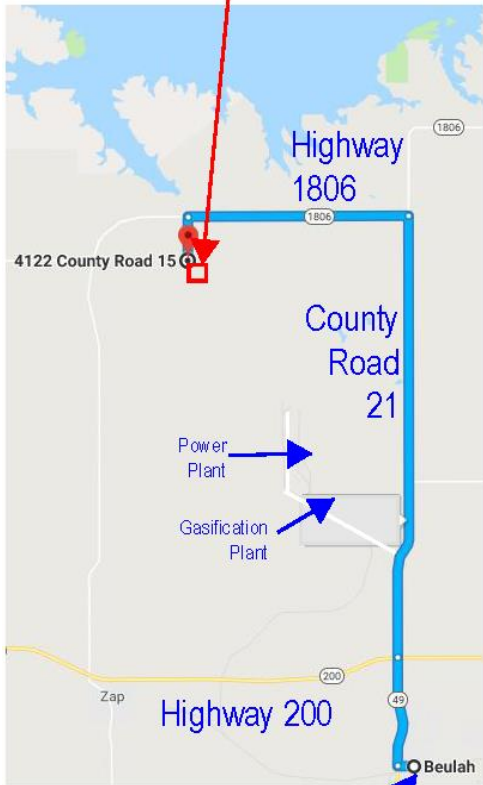 1806
Highway
1806
1806
4122 County Road 15
County
Road
21
Power
Plant
Gasification
Plant
200
Zap
Highway 200
49
Beulah